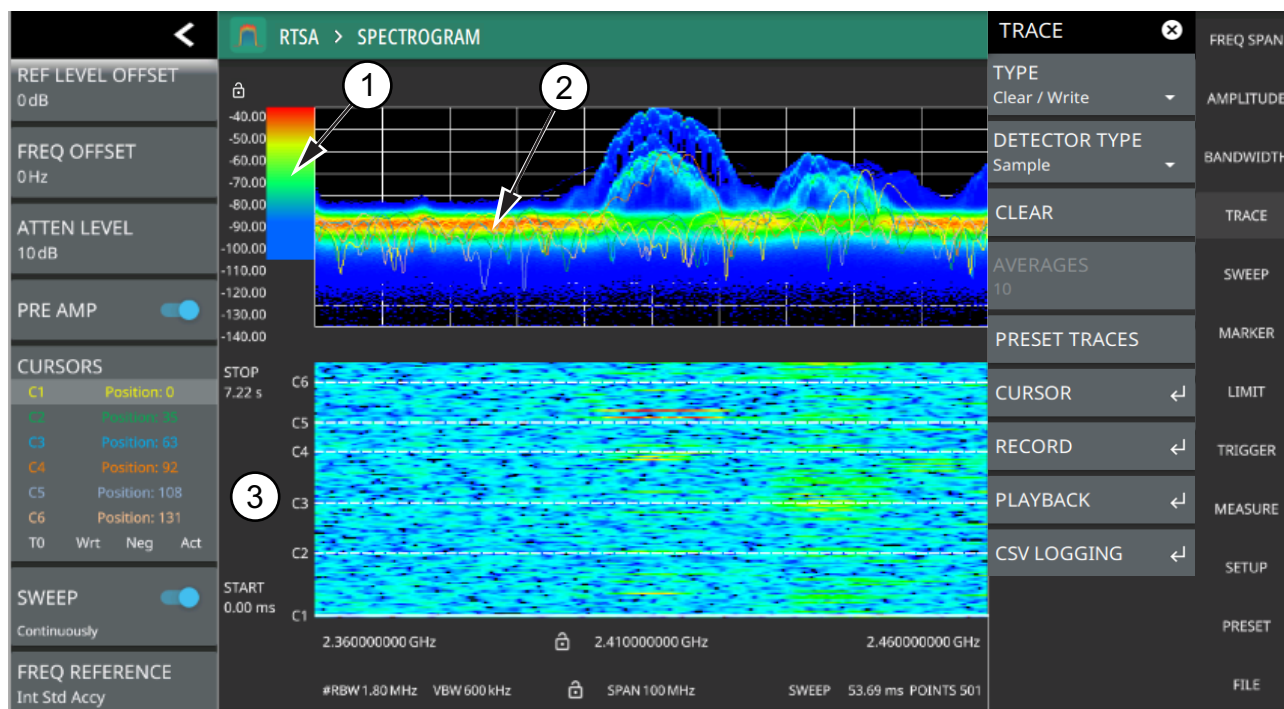 RTSA > SPECTROGRAM
REF LEVEL OFFSET
0 dB
FREQ OFFSET
0 Hz
ATTEN LEVEL
10 dB
PRE AMP
CURSORS
C1 Position: 0
C2 Position: 35
C3 Position: 63
C4 Position: 92
C5 Position: 108
C6 Position: 131
T0 Wrt Neg Act
SWEEP
Continuously
FREQ REFERENCE
Int Std Accy
1
2
-40.00
-50.00
-60.00
-70.00
-80.00
-90.00
-100.00
-110.00
-120.00
-130.00
-140.00
STOP
7.22 s
3
START
0.00 ms
C6
C5
C4
C3
C2
C1
2.360000000 GHz 2.410000000 GHz 2.460000000 GHz
#RBW 1.80 MHz VBW 600 kHz SPAN 100 MHz SWEEP 53.69 ms POINTS 501
TRACE
TYPE
Clear / Write
DETECTOR TYPE
Sample
CLEAR
AVERAGES
10
PRESET TRACES
CURSOR
RECORD
PLAYBACK
CSV LOGGING
FREQ SPAN
AMPLITUDE
BANDWIDTH
TRACE
SWEEP
MARKER
LIMIT
TRIGGER
MEASURE
SETUP
PRESET
FILE